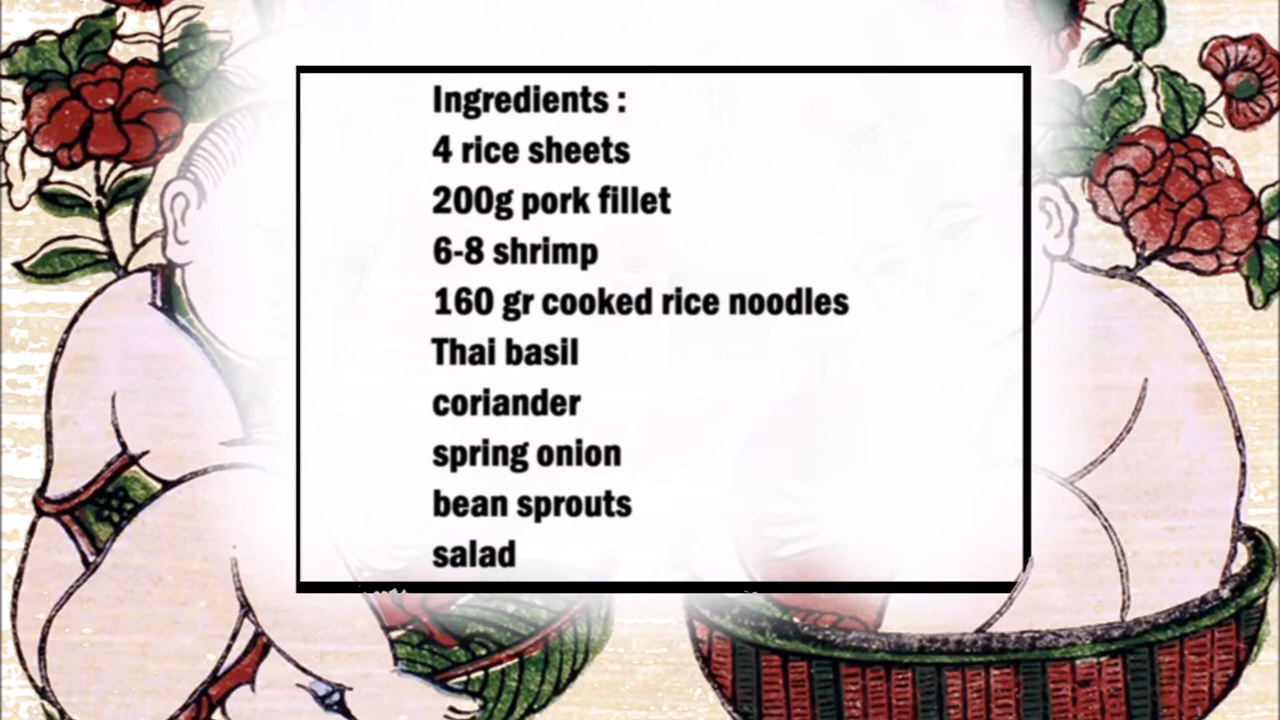 Ingredients :
4 rice sheets
200g pork fillet
6-8 shrimp
160 gr cooked rice noodles
Thai basil
coriander
spring onion
bean sprouts
salad